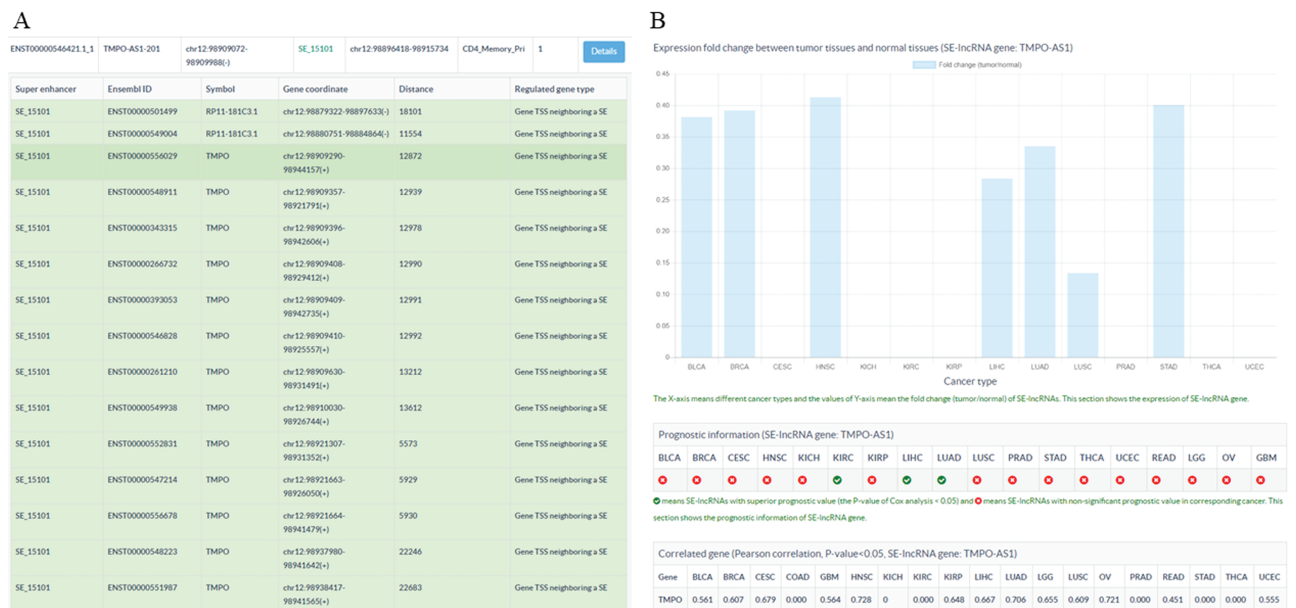 A
ENST00000546421.1_1 TMPO-AS1-201 chr12:98909072- SE_15101 chr12:98896418-98915734 CD4_Memory_Pri 1 Details
98909988(-)
Super enhancer Ensembl ID Symbol Gene coordinate Distance Regulated gene type
SE_15101 ENST00000501499 RP11-181C3.1 chr12:98879322-98897633(-) 18101 Gene TSS neighboring a SE
SE_15101 ENST00000549004 RP11-181C3.1 chr12:98880751-98884864(-) 11554 Gene TSS neighboring a SE
SE_15101 ENST00000556029 TMPO chr12:98909290- 12872 Gene TSS neighboring a SE
98944157(+)
SE_15101 ENST00000548911 TMPO chr12:98909357- 12939 Gene TSS neighboring a SE
98921791(+)
SE_15101 ENST00000343315 TMPO chr12:98909396- 12978 Gene TSS neighboring a SE
98942606(+)
SE_15101 ENST00000266732 TMPO chr12:98909408- 12990 Gene TSS neighboring a SE
98929412(+)
SE_15101 ENST00000393053 TMPO chr12:98909409- 12991 Gene TSS neighboring a SE
98942735(+)
SE_15101 ENST00000546828 TMPO chr12:98909410- 12992 Gene TSS neighboring a SE
98925557(+)
SE_15101 ENST00000261210 TMPO chr12:98909630- 13212 Gene TSS neighboring a SE
98931491(+)
SE_15101 ENST00000549938 TMPO chr12:98910030- 13612 Gene TSS neighboring a SE
98926744(+)
SE_15101 ENST00000552831 TMPO chr12:98921307- 5573 Gene TSS neighboring a SE
98931352(+)
SE_15101 ENST00000547214 TMPO chr12:98921663- 5929 Gene TSS neighboring a SE
98926050(+)
SE_15101 ENST00000556678 TMPO chr12:98921664- 5930 Gene TSS neighboring a SE
98941479(+)
SE_15101 ENST00000548223 TMPO chr12:98937980- 22246 Gene TSS neighboring a SE
98941642(+)
SE_15101 ENST00000551987 TMPO chr12:98938417- 22683 Gene TSS neighboring a SE
98941565(+)
B
Expression fold change between tumor tissues and normal tissues (SE-lncRNA gene: TMPO-AS1)
Fold change (tumor/normal)
0.45
0.40
0.35
0.30
0.25
0.20
0.15
0.10
0.05
0
BLCA BRCA CESC HNSC KICH KIRC KIRP LIHC LUAD LUSC PRAD STAD THCA UCEC
Cancer type
The X-axis means different cancer types and the values of Y-axis mean the fold change (tumor/normal) of SE-lncRNAs. This section shows the expression of SE-lncRNA gene.
Prognostic information (SE-lncRNA gene: TMPO-AS1)
BLCA BRCA CESC HNSC KICH KIRC KIRP LIHC LUAD LUSC PRAD STAD THCA UCEC READ LGG OV GBM
means SE-lncRNAs with superior prognostic value (the P-value of Cox analysis < 0.05) and means SE-lncRNAs with non-significant prognostic value in corresponding cancer. This
section shows the prognostic information of SE-lncRNA gene.
Correlated gene (Pearson correlation, P-value<0.05, SE-lncRNA gene: TMPO-AS1)
Gene BLCA BRCA CESC COAD GBM HNSC KICH KIRC KIRP LIHC LUAD LGG LUSC OV PRAD READ STAD THCA UCEC
TMPO 0.561 0.607 0.679 0.000 0.564 0.728 0 0.000 0.648 0.667 0.706 0.655 0.609 0.721 0.000 0.451 0.000 0.000 0.555